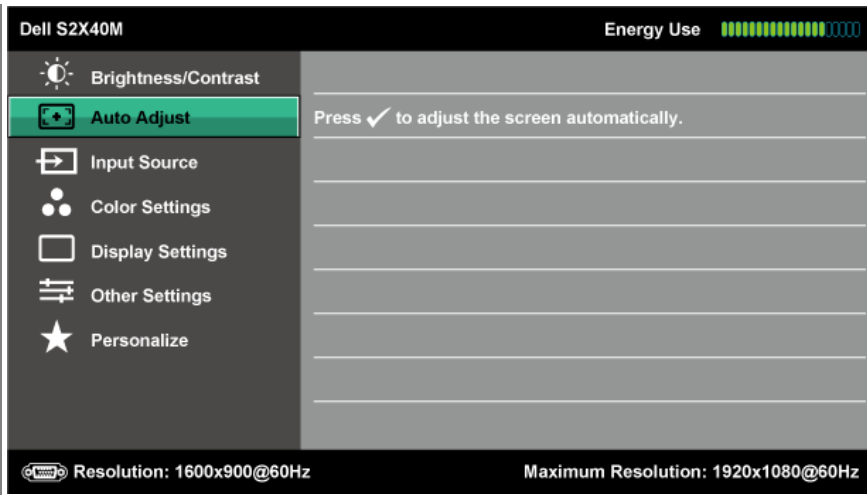 Dell S2X40M Energy Use
Brightness/Contrast
Auto Adjust Press ✓ to adjust the screen automatically.
Input Source
Color Settings
Display Settings
Other Settings
Personalize
Resolution: 1600x900@60Hz Maximum Resolution: 1920x1080@60Hz